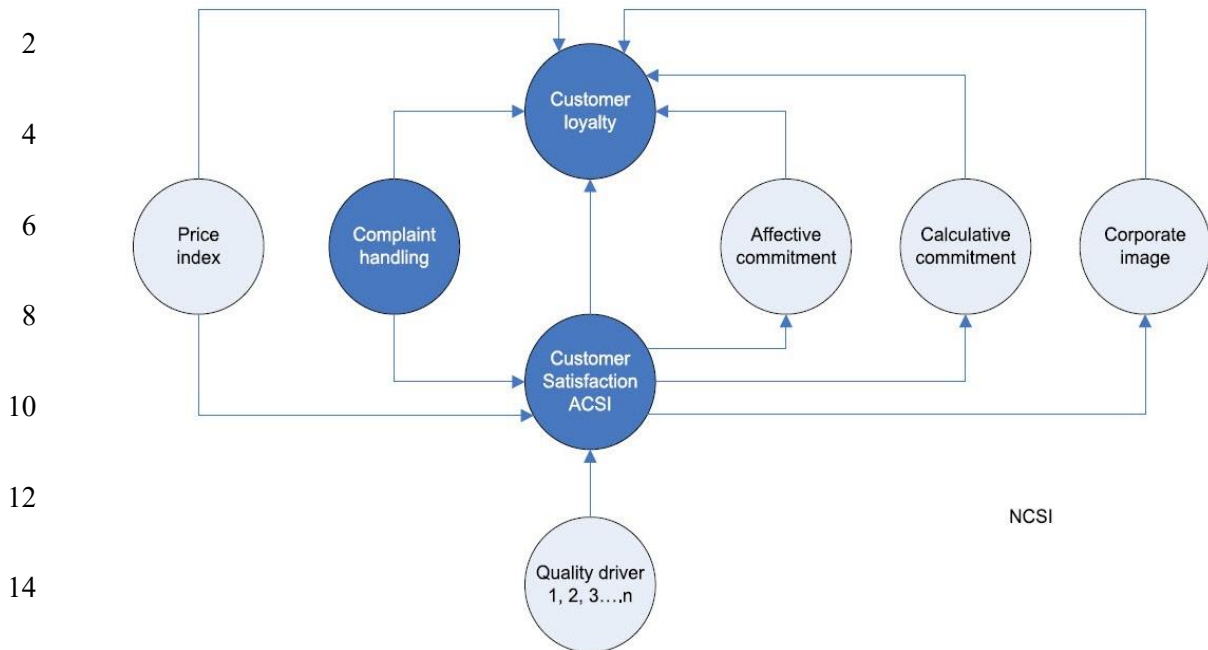 2
Customer
loyalty
4
6
Price
index
Complaint
handling
Affective
commitment
Calculative
commitment
Corporate
image
8
Customer
Satisfaction
ACSI
10
12
NCSI
14
Quality driver
1, 2, 3...,n